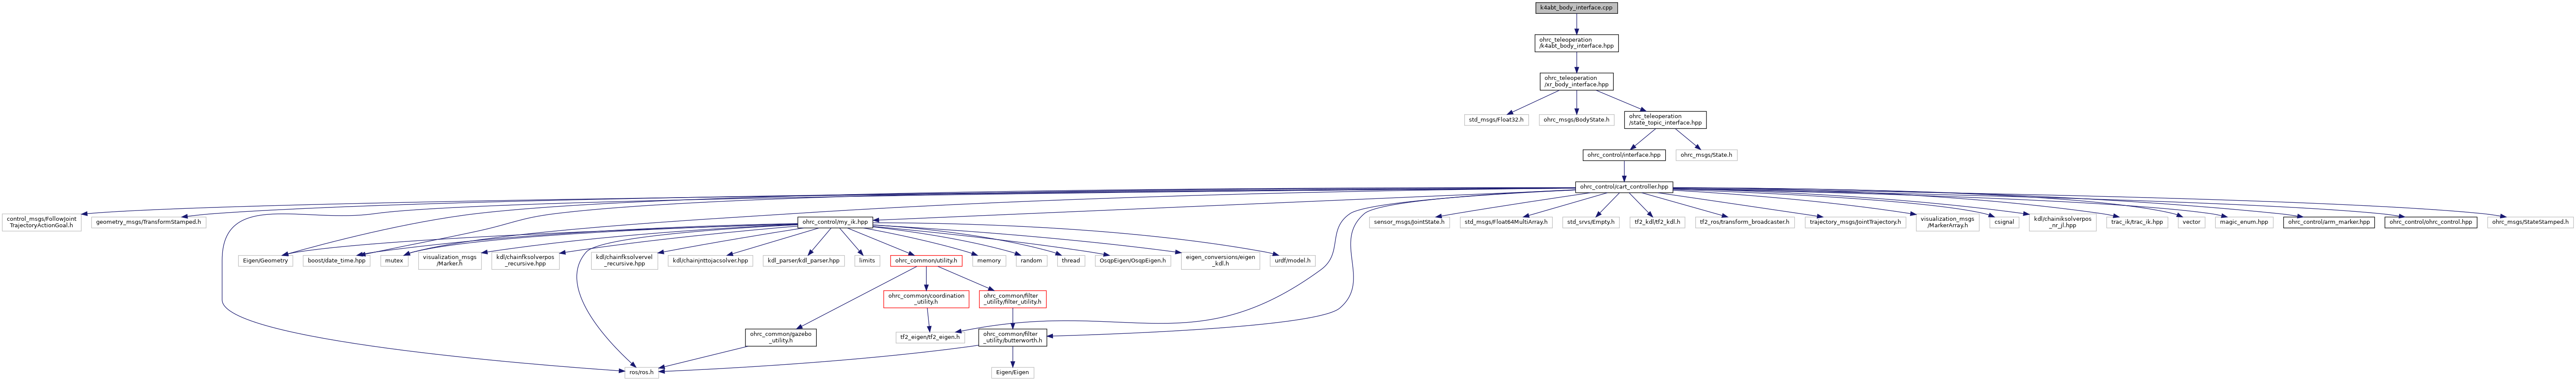 k4abt_body_interface.cpp
ohrc_teleoperation
/k4abt_body_interface.hpp
ohrc_teleoperation
/xr_body_interface.hpp
std_msgs/Float32.h
ohrc_msgs/BodyState.h
ohrc_teleoperation
/state_topic_interface.hpp
ohrc_control/interface.hpp
ohrc_msgs/State.h
ohrc_control/cart_controller.hpp
control_msgs/FollowJoint
TrajectoryActionGoal.h
geometry_msgs/TransformStamped.h
ohrc_control/my_ik.hpp
sensor_msgs/JointState.h
std_msgs/Float64MultiArray.h
std_srvs/Empty.h
tf2_kdl/tf2_kdl.h
tf2_ros/transform_broadcaster.h
trajectory_msgs/JointTrajectory.h
visualization_msgs
/MarkerArray.h
csignal
kdl/chainiksolverpos
_nr_jl.hpp
trac_ik/trac_ik.hpp
vector
magic_enum.hpp
ohrc_control/arm_marker.hpp
ohrc_control/ohrc_control.hpp
ohrc_msgs/StateStamped.h
Eigen/Geometry
boost/date_time.hpp
mutex
visualization_msgs
/Marker.h
kdl/chainfksolverpos
_recursive.hpp
kdl/chainfksolvervel
_recursive.hpp
kdl/chainjnttojacsolver.hpp
kdl_parser/kdl_parser.hpp
limits
ohrc_common/utility.h
memory
random
thread
OsqpEigen/OsqpEigen.h
eigen_conversions/eigen
_kdl.h
urdf/model.h
ohrc_common/coordination
_utility.h
ohrc_common/filter
_utility/filter_utility.h
ohrc_common/gazebo
_utility.h
tf2_eigen/tf2_eigen.h
ohrc_common/filter
_utility/butterworth.h
ros/ros.h
Eigen/Eigen